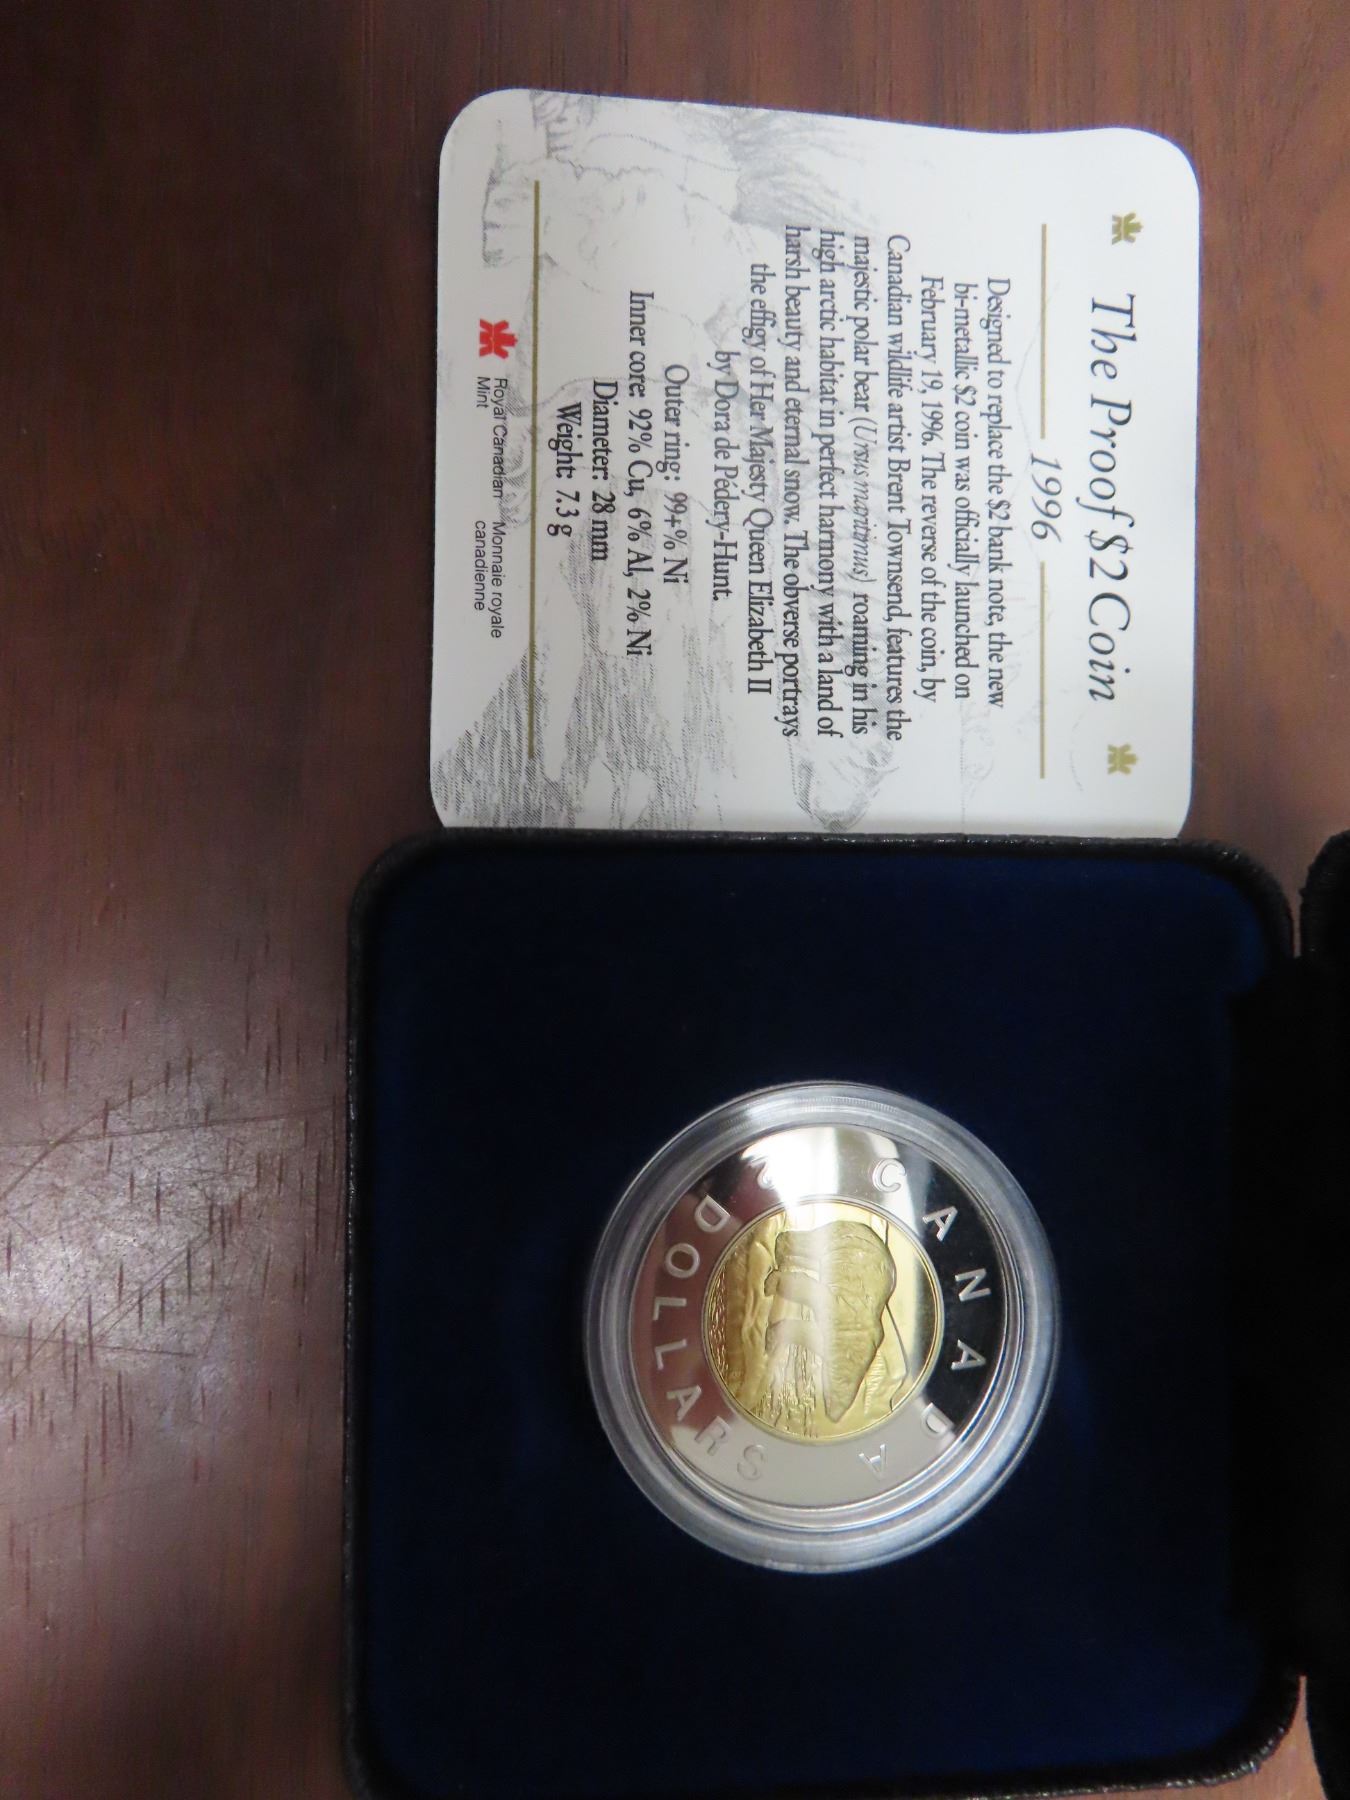 The Proof $2 Coin
1996
Designed to replace the $2 bank note, the new
bi-metallic $2 coin was officially launched on
February 19, 1996. The reverse of the coin, by
Canadian wildlife artist Brent Townsend, features the
majestic polar bear (Ursus maritimus) roaming in his
high arctic habitat in perfect harmony with a land of
harsh beauty and eternal snow. The obverse portrays
the effigy of Her Majesty Queen Elizabeth II
by Dora de Pédery-Hunt.
Outer ring: 99+% Ni
Inner core: 92% Cu, 6% Al, 2% Ni
Diameter: 28 mm
Weight: 7.3 g
Royal Canadian Monnaie royale
Mint canadienne
CANADA
2 DOLLARS